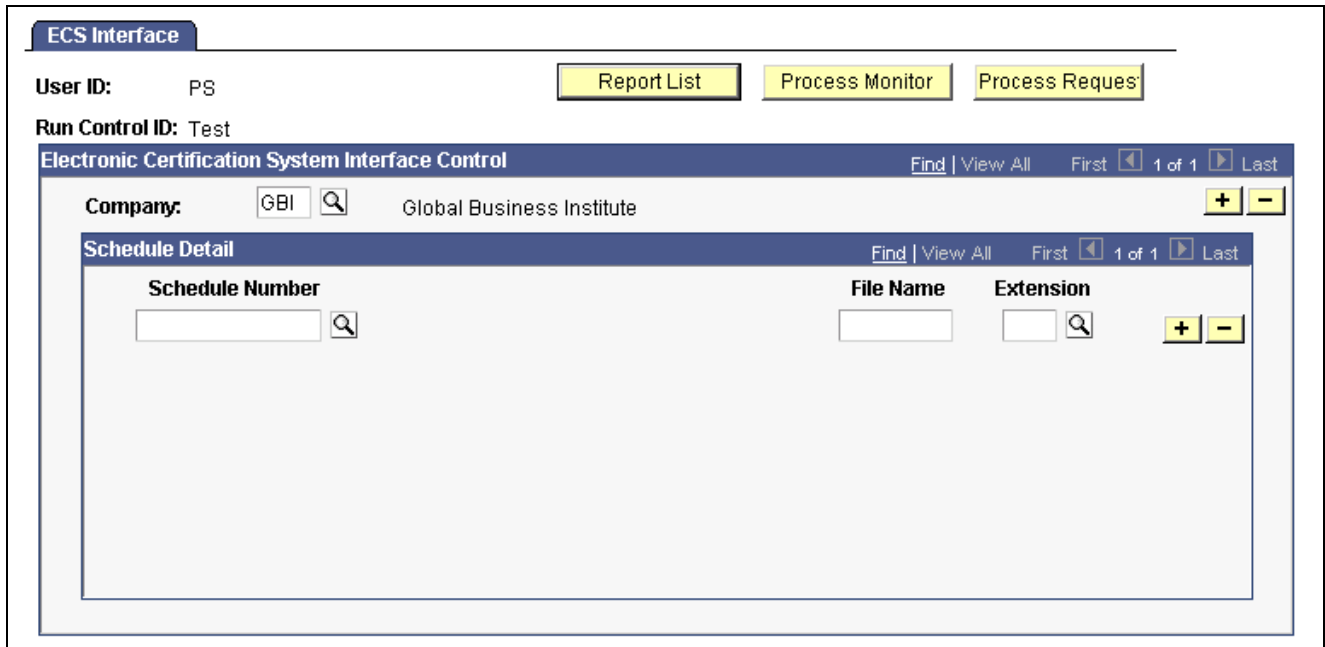 ECS Interface
User ID: PS Report List Process Monitor Process Reques
Run Control ID: Test
Electronic Certification System Interface Control Find | View All First 1 of 1 Last
Company: GBI Global Business Institute + −
Schedule Detail Find | View All First 1 of 1 Last
Schedule Number File Name Extension
+ −